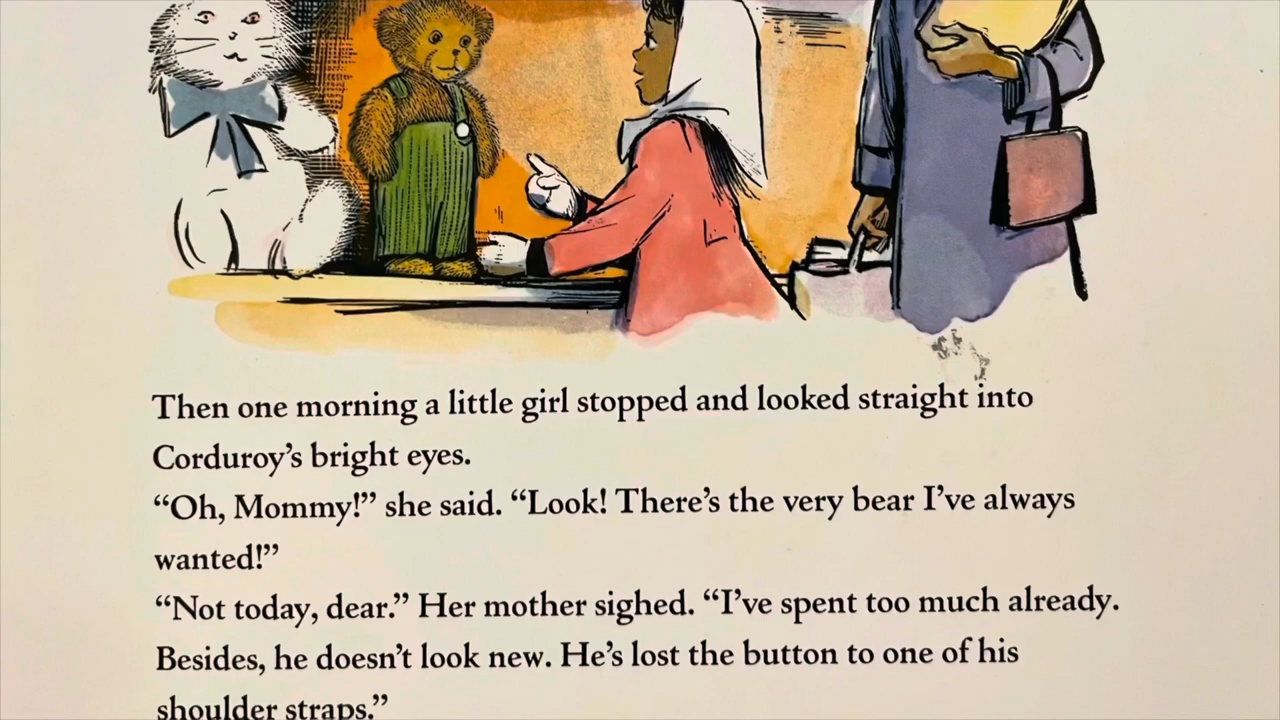 Then one morning a little girl stopped and looked straight into
Corduroy’s bright eyes.
“Oh, Mommy!” she said. “Look! There’s the very bear I’ve always
wanted!”
“Not today, dear.” Her mother sighed. “I’ve spent too much already.
Besides, he doesn’t look new. He’s lost the button to one of his
shoulder straps.”